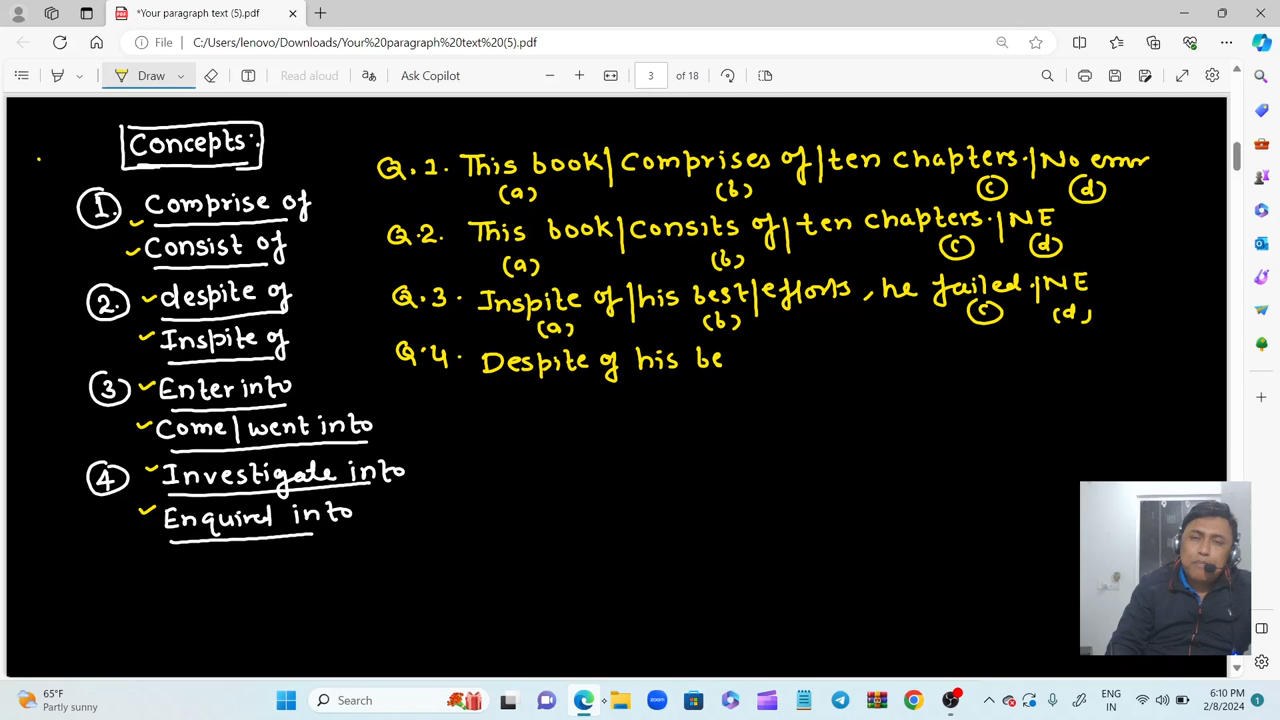 *Your paragraph text (5).pdf
File
C:/Users/lenovo/Downloads/Your%20paragraph%20text%20(5).pdf
Draw
Read aloud
Ask Copilot
3 of 18
Concepts:
1. Comprise of
Consist of
2. despite of
Inspite of
3 Enter into
Come/went into
4 Investigate into
Enquired into
Q.1. This book/Comprises of/ten chapters./No error
(a) (b) (c) (d)
Q.2. This book/Consits of/ten chapters./NE
(a) (b) (c) (d)
Q.3. Inspite of/his best/efforts, he failed./NE
(a) (b) (c) (d)
Q.4. Despite of his be
65°F
Partly sunny
Search
zoom
ENG
IN
6:10 PM
2/8/2024
1